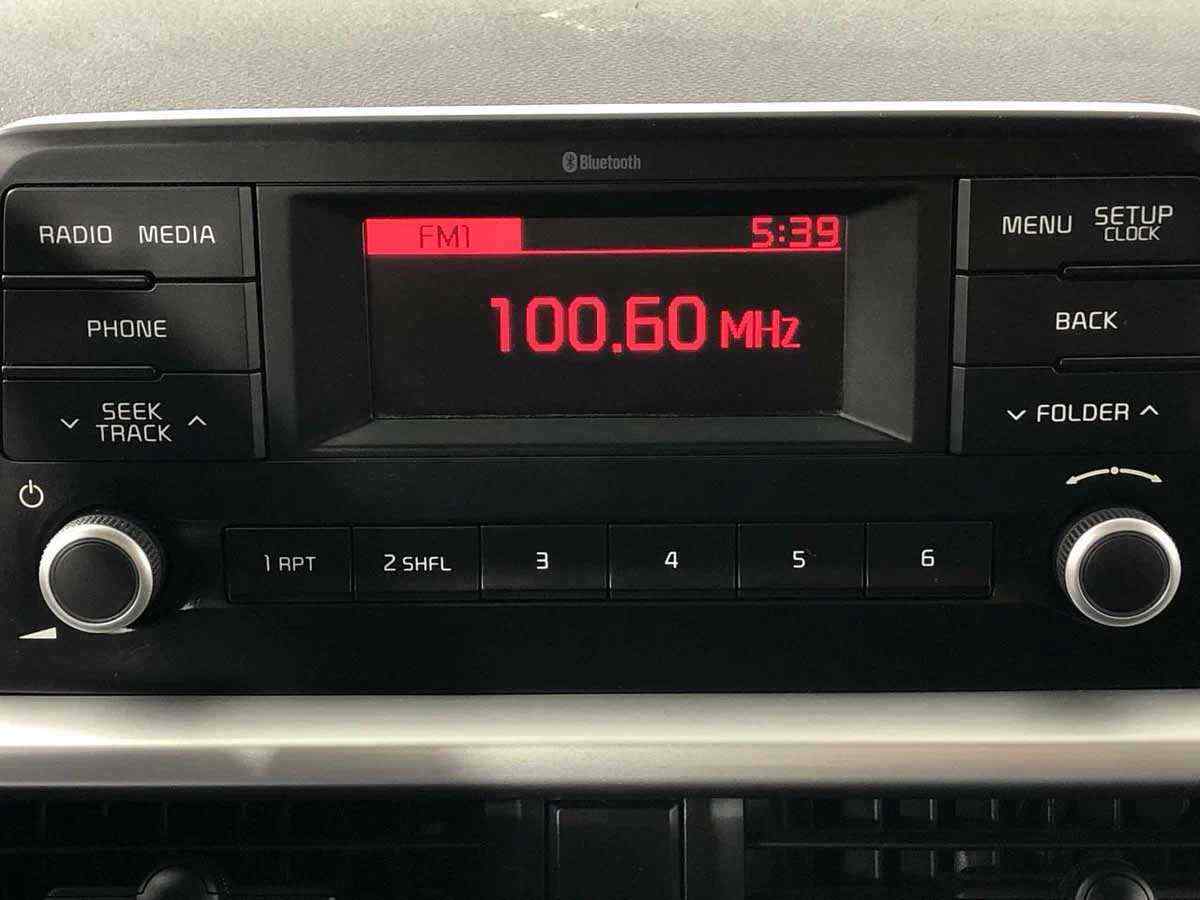 Bluetooth
RADIO MEDIA
FM1 5:39
MENU SETUP
CLOCK
PHONE
100.60 MHz
BACK
SEEK
TRACK
FOLDER
1 RPT 2 SHFL 3 4 5 6